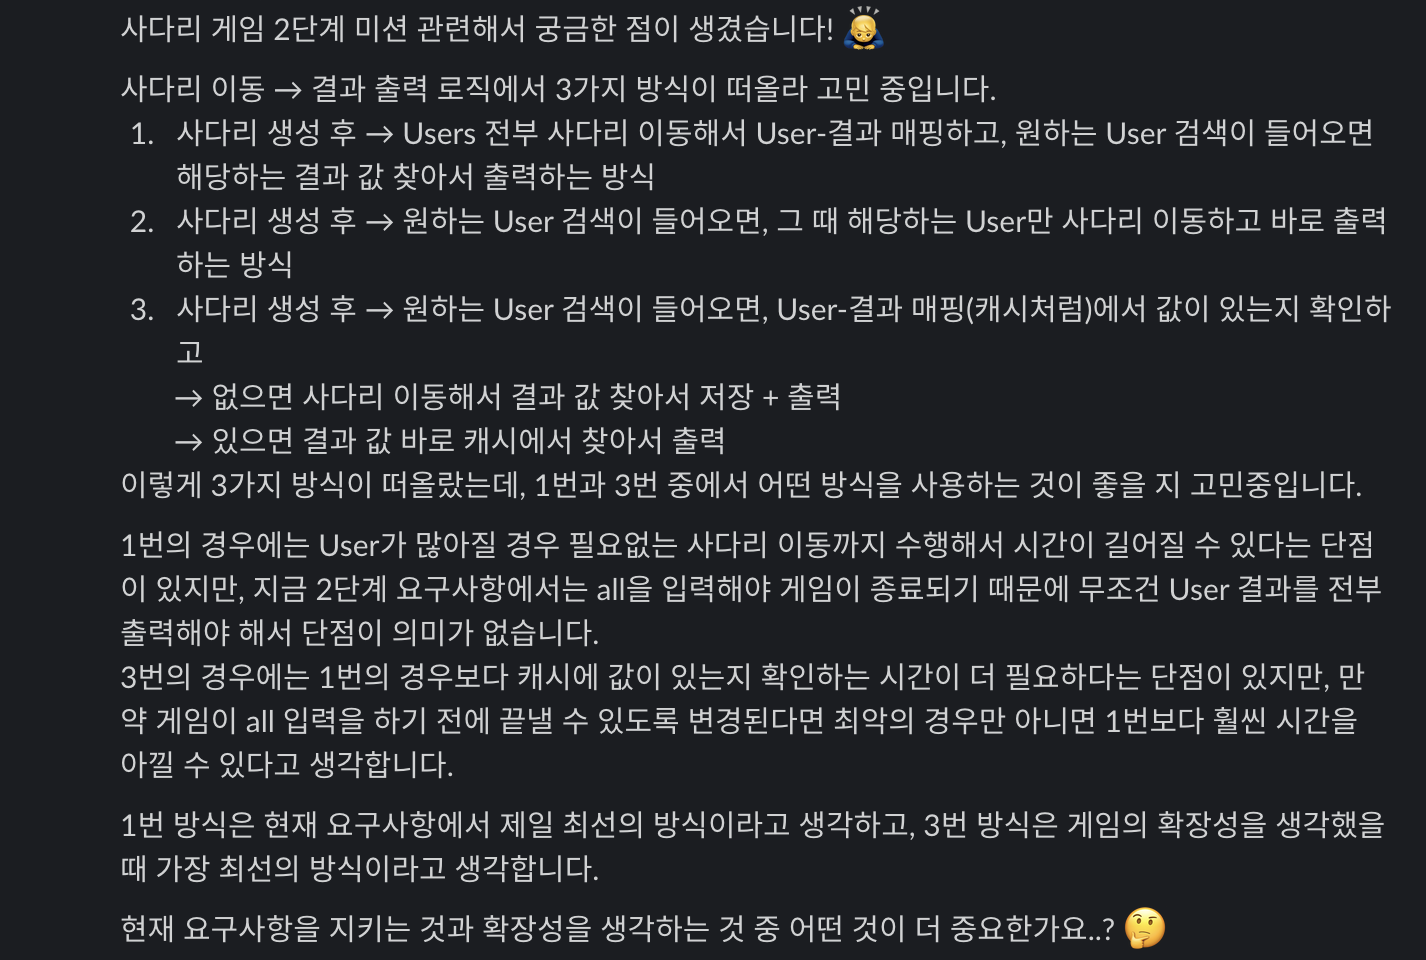 사다리 게임 2단계 미션 관련해서 궁금한 점이 생겼습니다! 🙇
사다리 이동 → 결과 출력 로직에서 3가지 방식이 떠올라 고민 중입니다.
1. 사다리 생성 후 → Users 전부 사다리 이동해서 User-결과 매핑하고, 원하는 User 검색이 들어오면
해당하는 결과 값 찾아서 출력하는 방식
2. 사다리 생성 후 → 원하는 User 검색이 들어오면, 그 때 해당하는 User만 사다리 이동하고 바로 출력
하는 방식
3. 사다리 생성 후 → 원하는 User 검색이 들어오면, User-결과 매핑(캐시처럼)에서 값이 있는지 확인하
고
→ 없으면 사다리 이동해서 결과 값 찾아서 저장 + 출력
→ 있으면 결과 값 바로 캐시에서 찾아서 출력
이렇게 3가지 방식이 떠올랐는데, 1번과 3번 중에서 어떤 방식을 사용하는 것이 좋을 지 고민중입니다.
1번의 경우에는 User가 많아질 경우 필요없는 사다리 이동까지 수행해서 시간이 길어질 수 있다는 단점
이 있지만, 지금 2단계 요구사항에서는 all을 입력해야 게임이 종료되기 때문에 무조건 User 결과를 전부
출력해야 해서 단점이 의미가 없습니다.
3번의 경우에는 1번의 경우보다 캐시에 값이 있는지 확인하는 시간이 더 필요하다는 단점이 있지만, 만
약 게임이 all 입력을 하기 전에 끝낼 수 있도록 변경된다면 최악의 경우만 아니면 1번보다 훨씬 시간을
아낄 수 있다고 생각합니다.
1번 방식은 현재 요구사항에서 제일 최선의 방식이라고 생각하고, 3번 방식은 게임의 확장성을 생각했을
때 가장 최선의 방식이라고 생각합니다.
현재 요구사항을 지키는 것과 확장성을 생각하는 것 중 어떤 것이 더 중요한가요..? 🤔